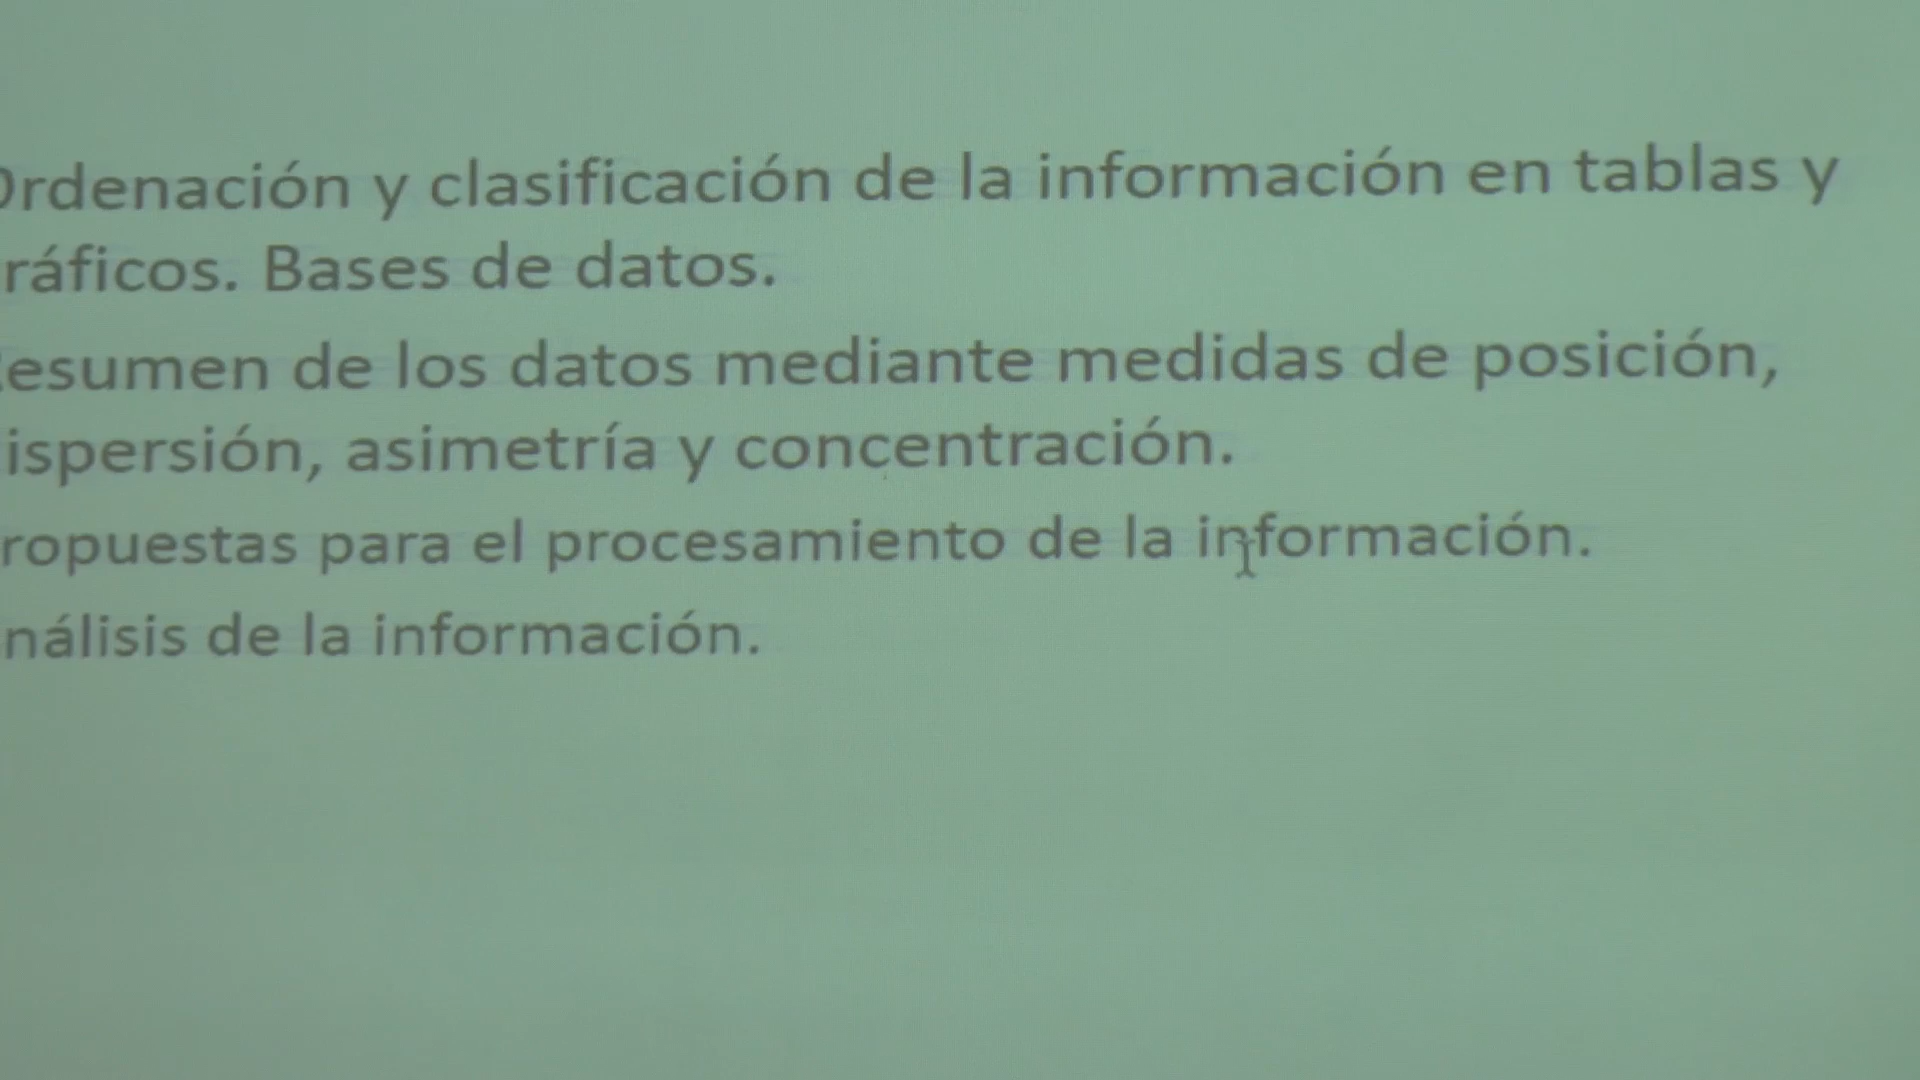 Ordenación y clasificación de la información en tablas y
ráficos. Bases de datos.
esumen de los datos mediante medidas de posición,
ispersión, asimetría y concentración.
ropuestas para el procesamiento de la información.
nálisis de la información.